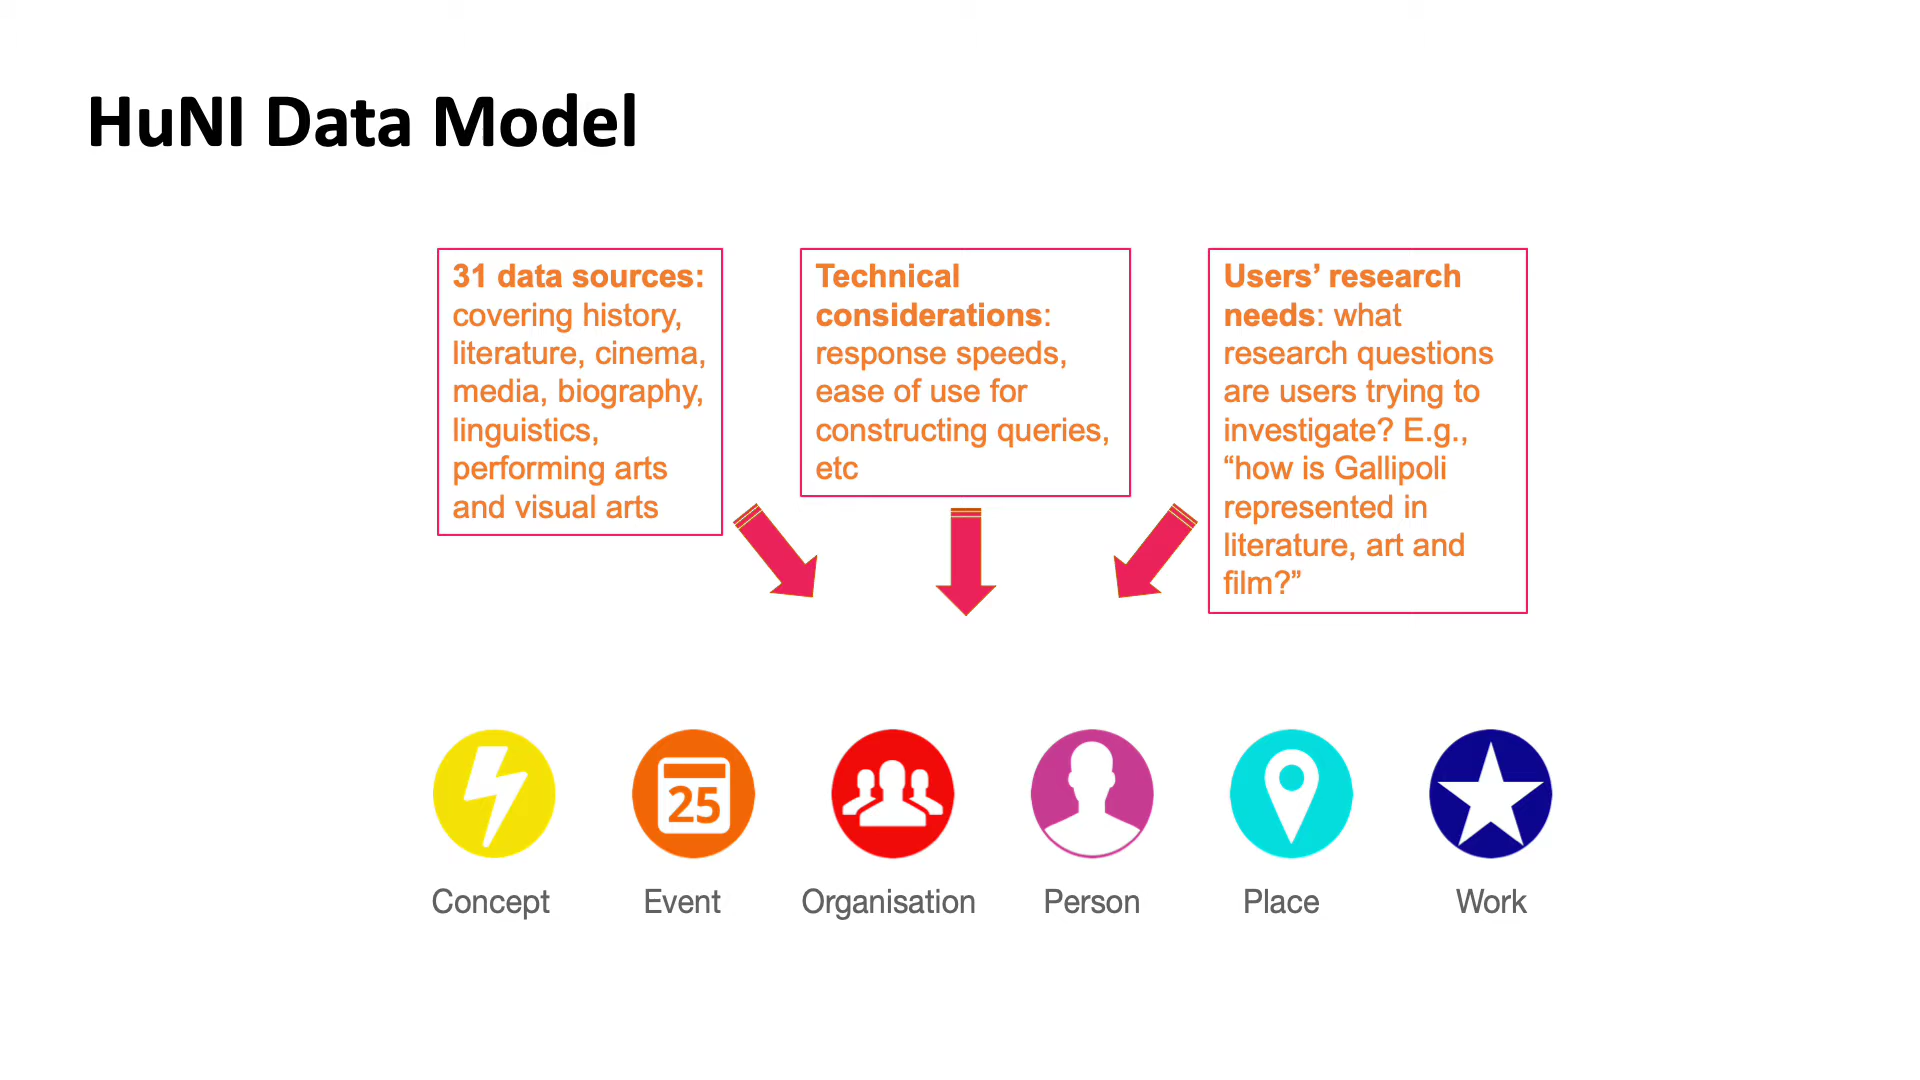 HuNI Data Model
31 data sources:
covering history,
literature, cinema,
media, biography,
linguistics,
performing arts
and visual arts
Technical
considerations:
response speeds,
ease of use for
constructing queries,
etc
Users’ research
needs: what
research questions
are users trying to
investigate? E.g.,
“how is Gallipoli
represented in
literature, art and
film?”
25
Concept
Event
Organisation
Person
Place
Work